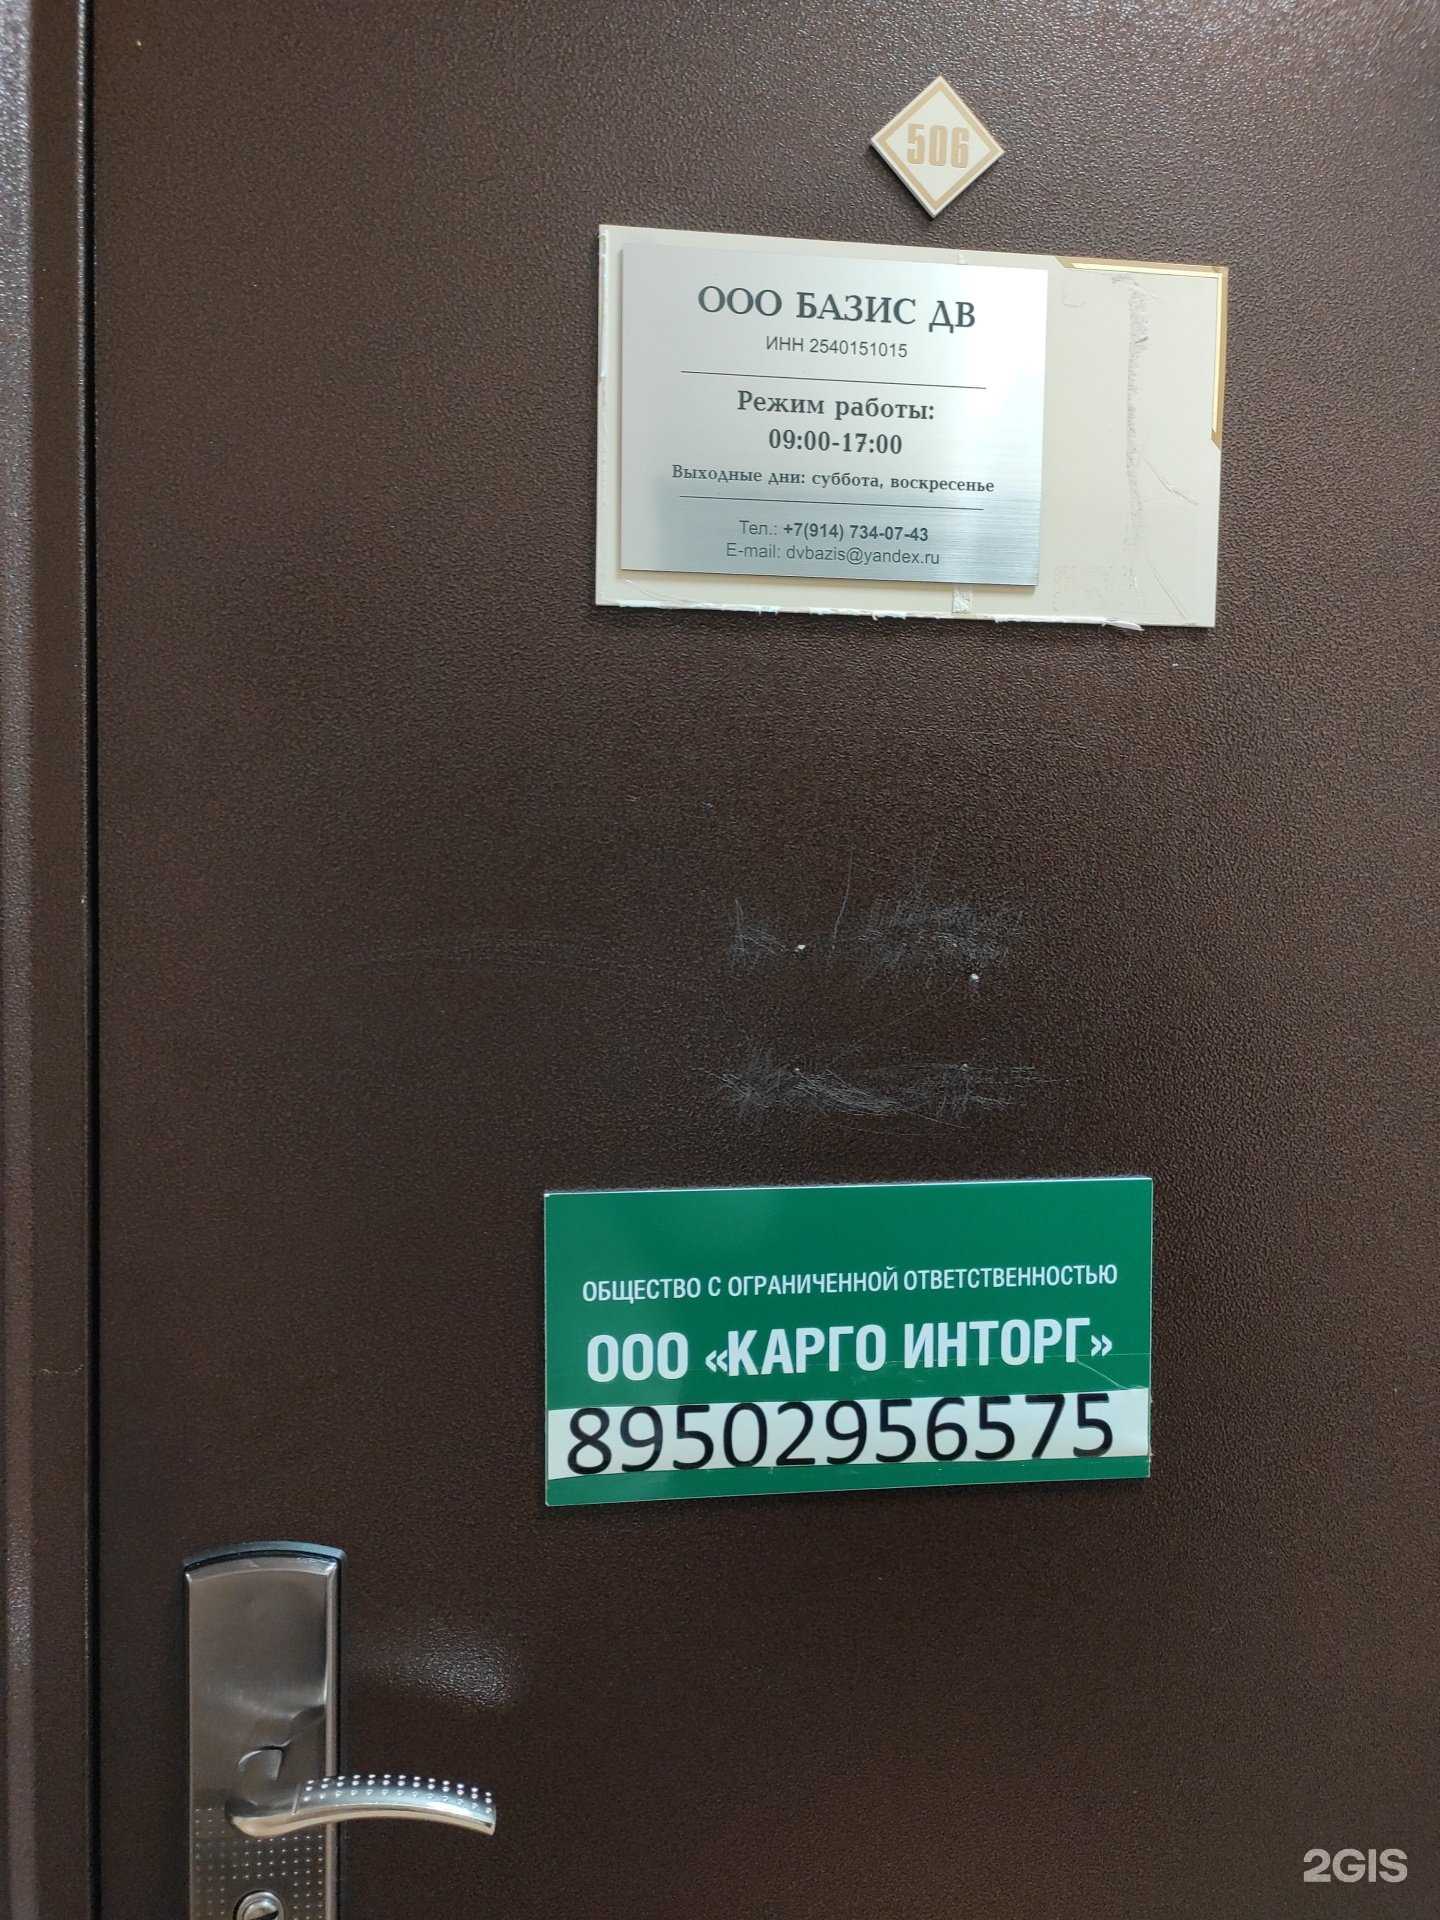 506
ООО БАЗИС ДВ
ИНН 2540151015
Режим работы:
09:00-17:00
Выходные дни: суббота, воскресенье
Тел.: +7(914) 734-07-43
E-mail: dvbazis@yandex.ru
ОБЩЕСТВО С ОГРАНИЧЕННОЙ ОТВЕТСТВЕННОСТЬЮ
ООО «КАРГО ИНТОРГ»
89502956575
2GIS